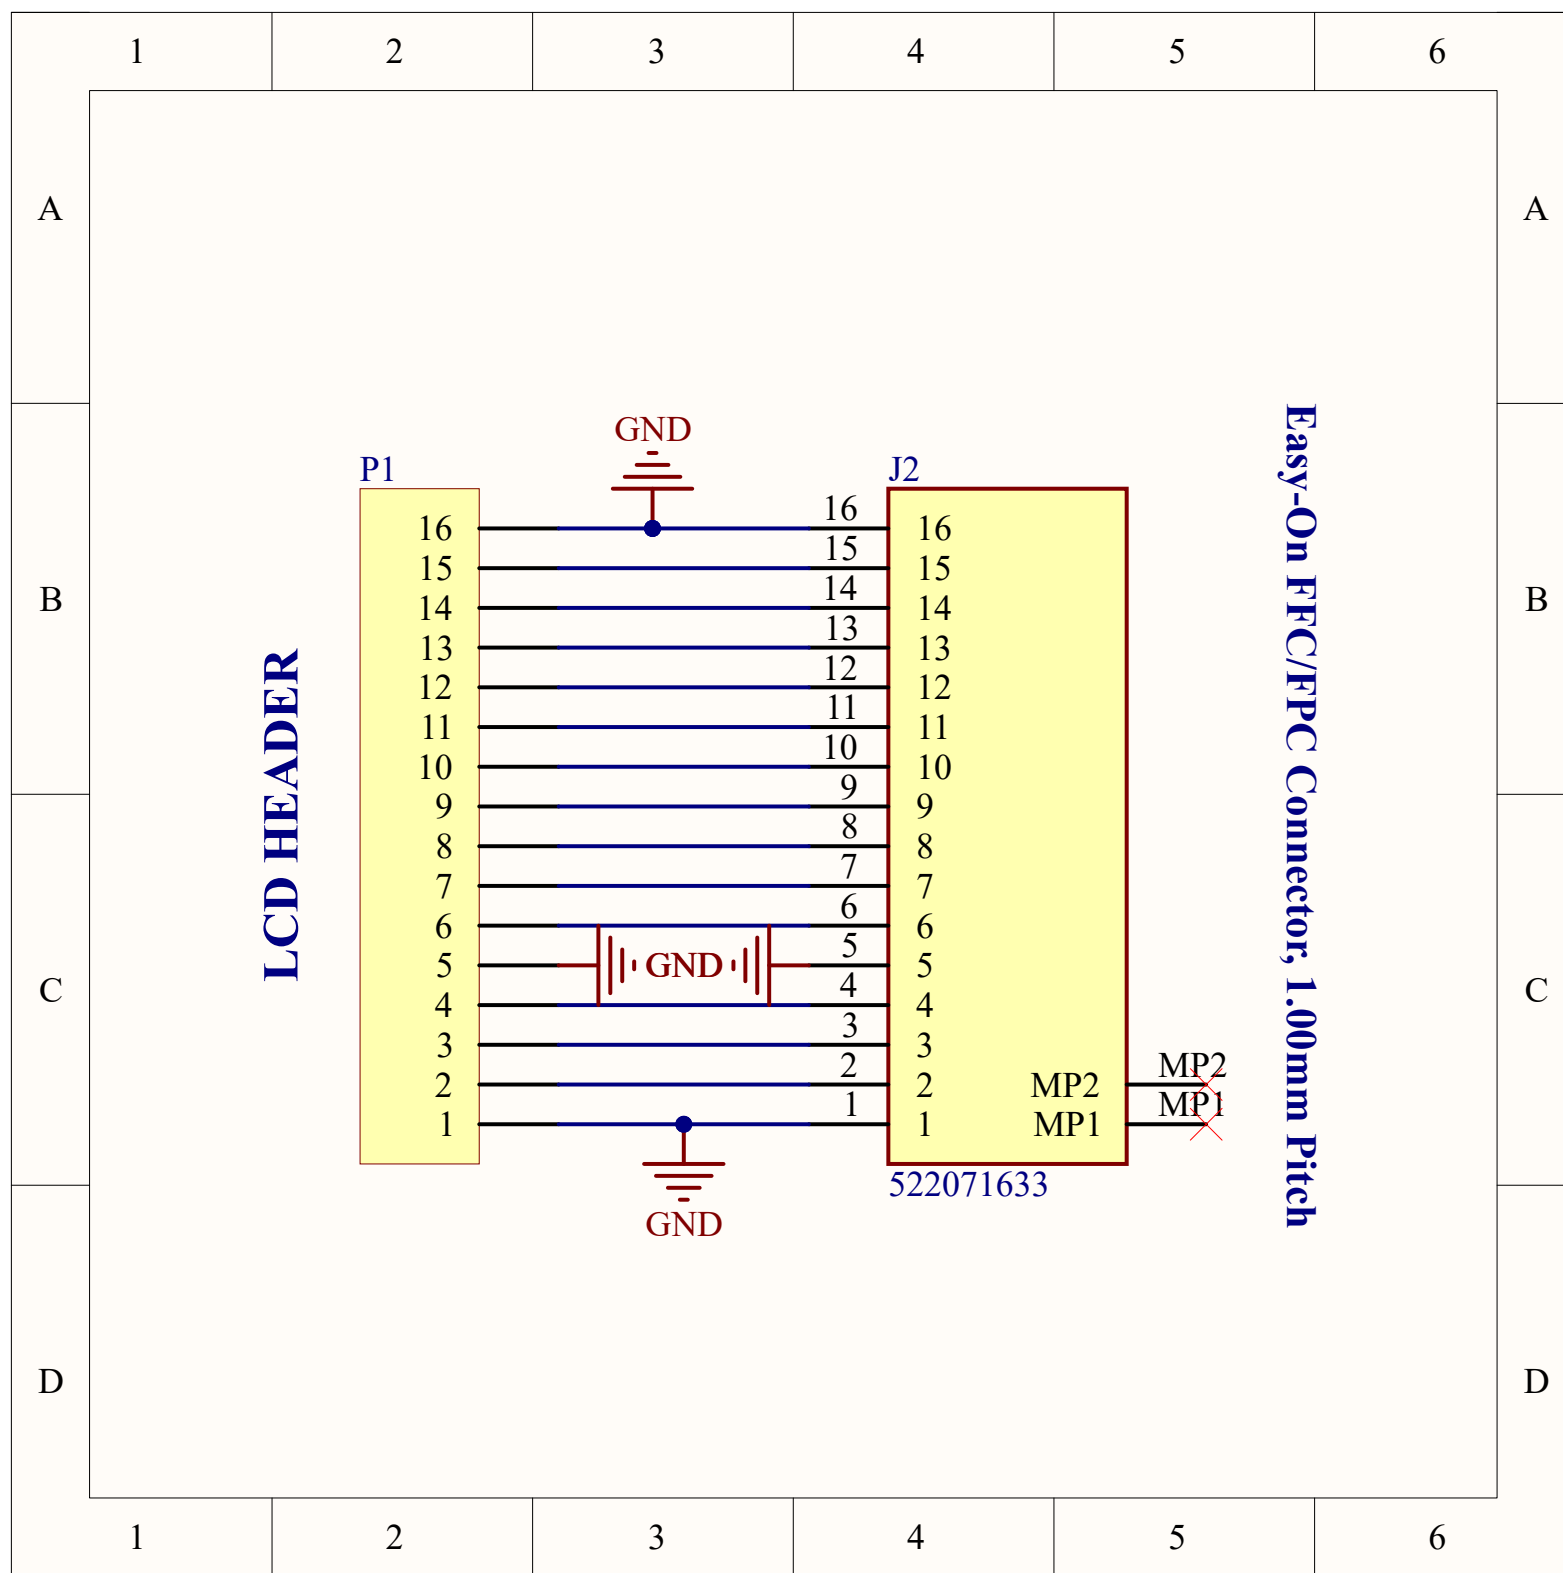 1 2 3 4 5 6
A A
GND
P1 J2
16 16 16
15 15 15
14 14 14
B B
13 13 13
12 12 12
11 11 11
10 10 10
9 9 9
8 8 8
7 7 7
6 6 6
5 GND GND 5 5
C C
4 4 4
3 3 3
2 2 2 MP2 MP2
1 1 1 MP1 MP1
522071633
GND
LCD HEADER
Easy-On FFC/FPC Connector, 1.00mm Pitch
D D
1 2 3 4 5 6